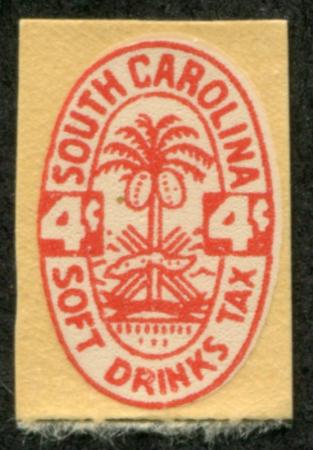 SOUTH CAROLINA
4¢ 4¢
SOFT DRINKS TAX